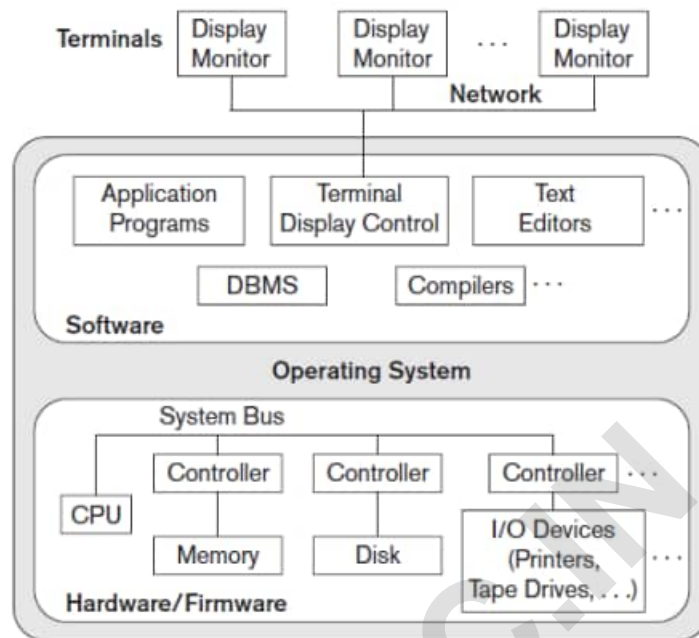 Terminals
Display
Monitor
Display
Monitor
...
Display
Monitor
Network
Application
Programs
Terminal
Display Control
Text
Editors
...
DBMS
Compilers
...
Software
Operating System
System Bus
Controller
Controller
Controller
...
CPU
Memory
Disk
I/O Devices
(Printers,
Tape Drives, . . .)
...
Hardware/Firmware
C.IN